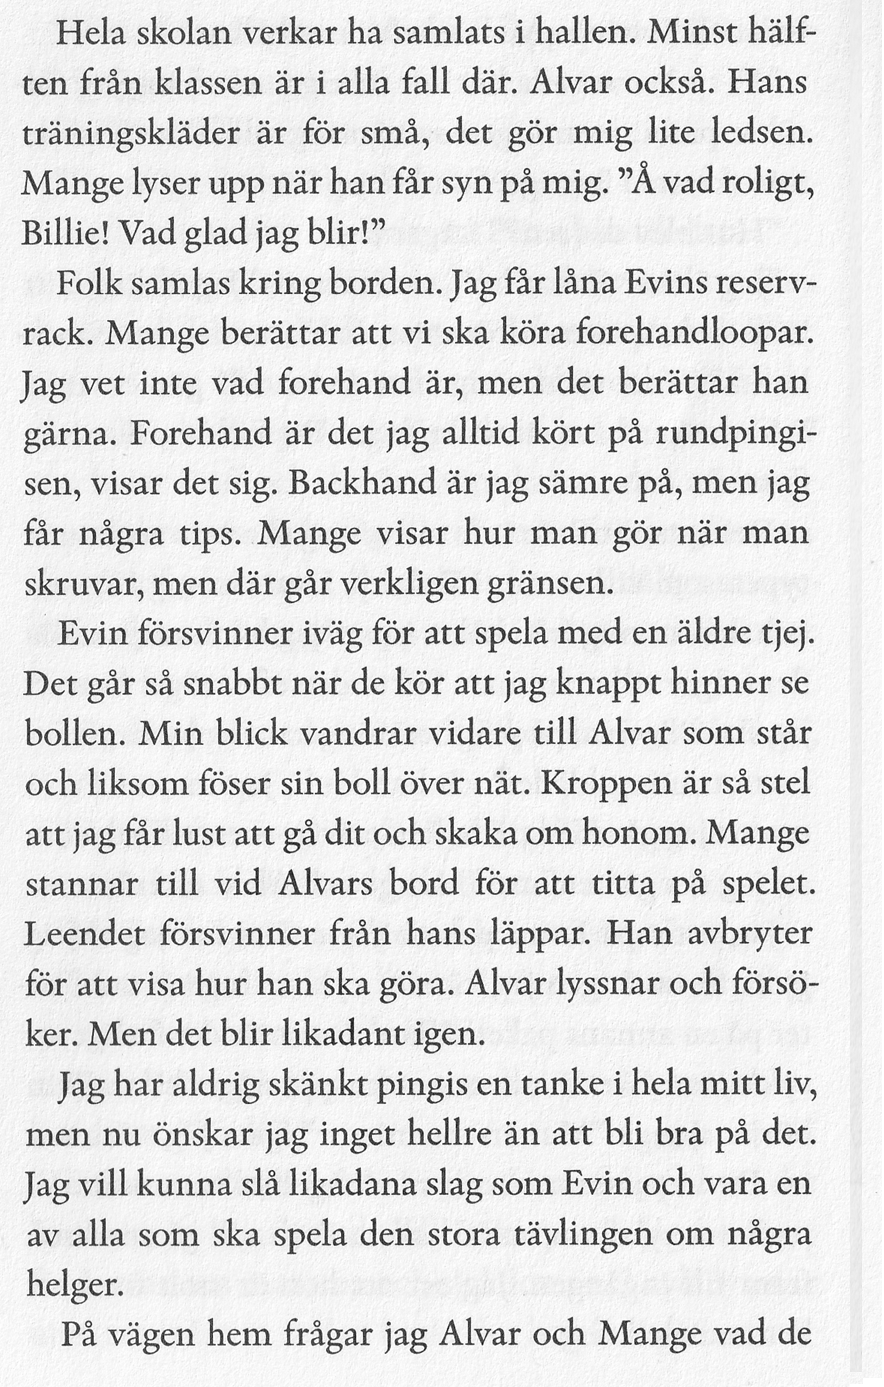 Hela skolan verkar ha samlats i hallen. Minst hälf-
ten från klassen är i alla fall där. Alvar också. Hans
träningskläder är för små, det gör mig lite ledsen.
Mange lyser upp när han får syn på mig. ”Å vad roligt,
Billie! Vad glad jag blir!”
Folk samlas kring borden. Jag får låna Evins reserv-
rack. Mange berättar att vi ska köra forehandloopar.
Jag vet inte vad forehand är, men det berättar han
gärna. Forehand är det jag alltid kört på rundpingi-
sen, visar det sig. Backhand är jag sämre på, men jag
får några tips. Mange visar hur man gör när man
skruvar, men där går verkligen gränsen.
Evin försvinner iväg för att spela med en äldre tjej.
Det går så snabbt när de kör att jag knappt hinner se
bollen. Min blick vandrar vidare till Alvar som står
och liksom föser sin boll över nät. Kroppen är så stel
att jag får lust att gå dit och skaka om honom. Mange
stannar till vid Alvars bord för att titta på spelet.
Leendet försvinner från hans läppar. Han avbryter
för att visa hur han ska göra. Alvar lyssnar och försö-
ker. Men det blir likadant igen.
Jag har aldrig skänkt pingis en tanke i hela mitt liv,
men nu önskar jag inget hellre än att bli bra på det.
Jag vill kunna slå likadana slag som Evin och vara en
av alla som ska spela den stora tävlingen om några
helger.
På vägen hem frågar jag Alvar och Mange vad de